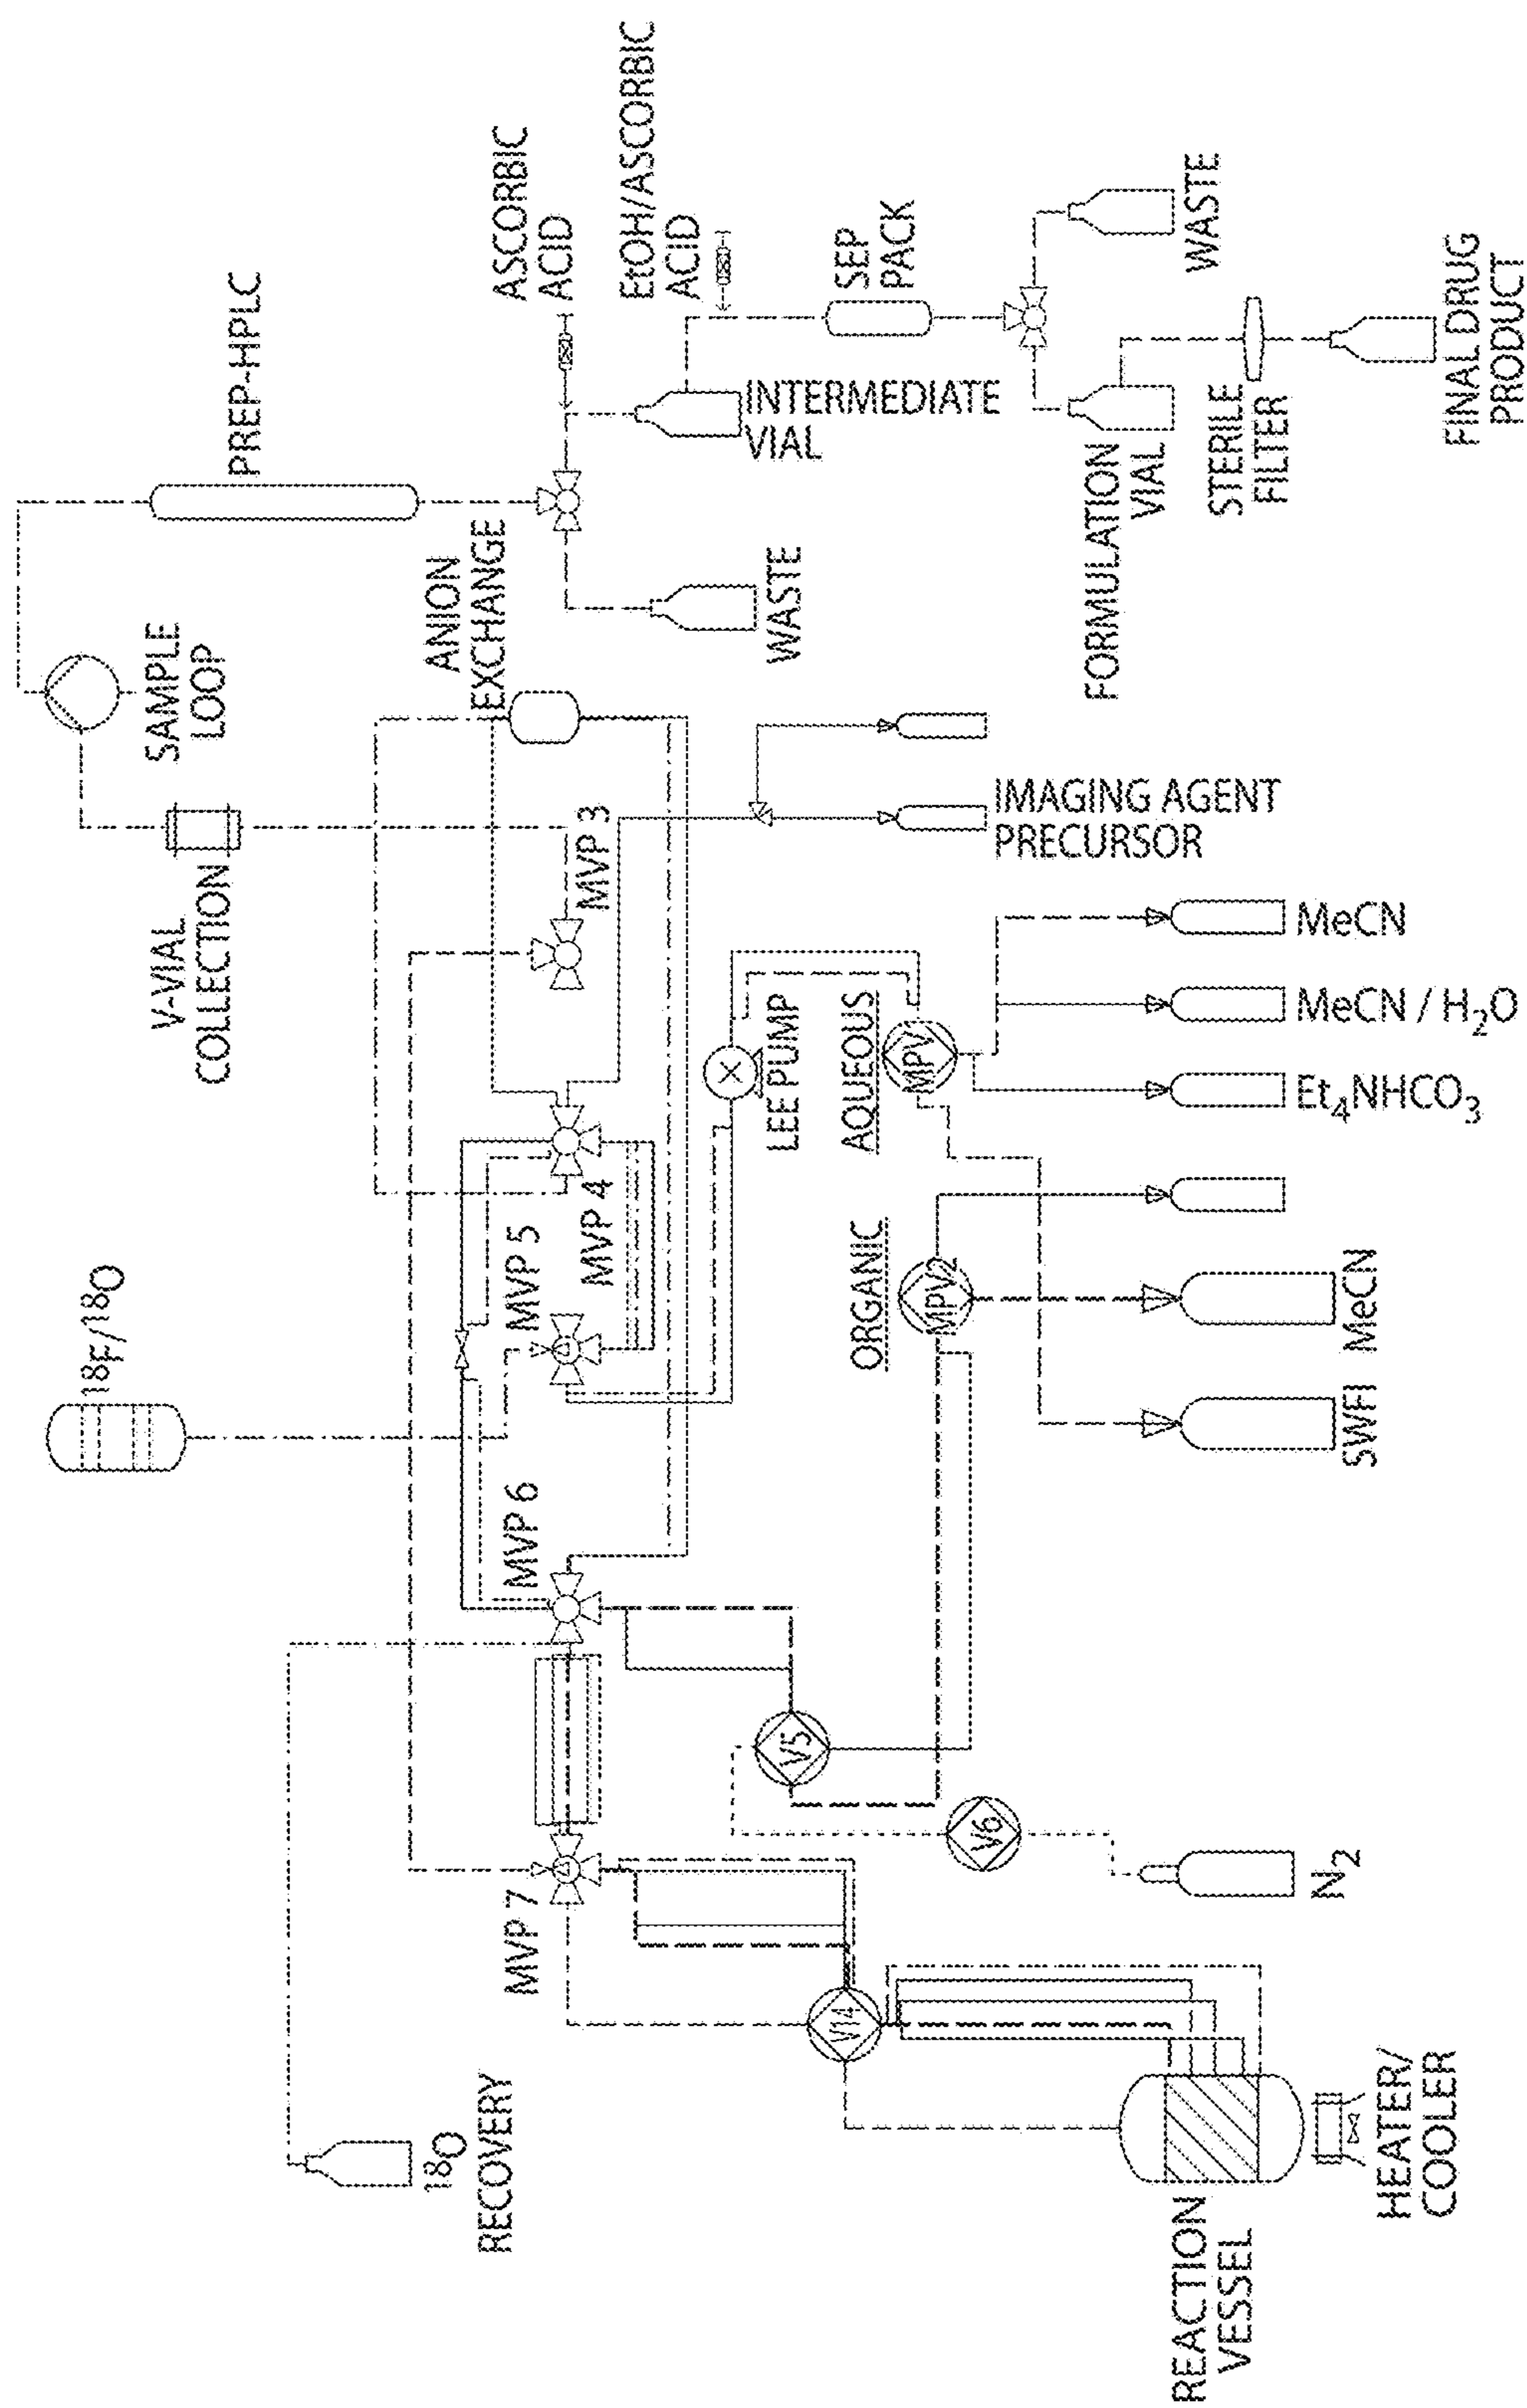 18O
RECOVERY
18F/18O
V-VIAL
COLLECTION
SAMPLE
LOOP
PREP-HPLC
MVP 7
MVP 6
MVP 5
MVP 4
MVP 3
ANION
EXCHANGE
ASCORBIC
ACID
EtOH/ASCORBIC
ACID
WASTE
INTERMEDIATE
VIAL
SEP
PACK
V14
V5
V6
LEE PUMP
ORGANIC
MPV2
AQUEOUS
MPV
IMAGING AGENT
PRECURSOR
FORMULATION
VIAL
WASTE
STERILE
FILTER
REACTION
VESSEL
HEATER/
COOLER
N2
SWFI
MeCN
Et4NHCO3
MeCN / H2O
MeCN
FINAL DRUG
PRODUCT